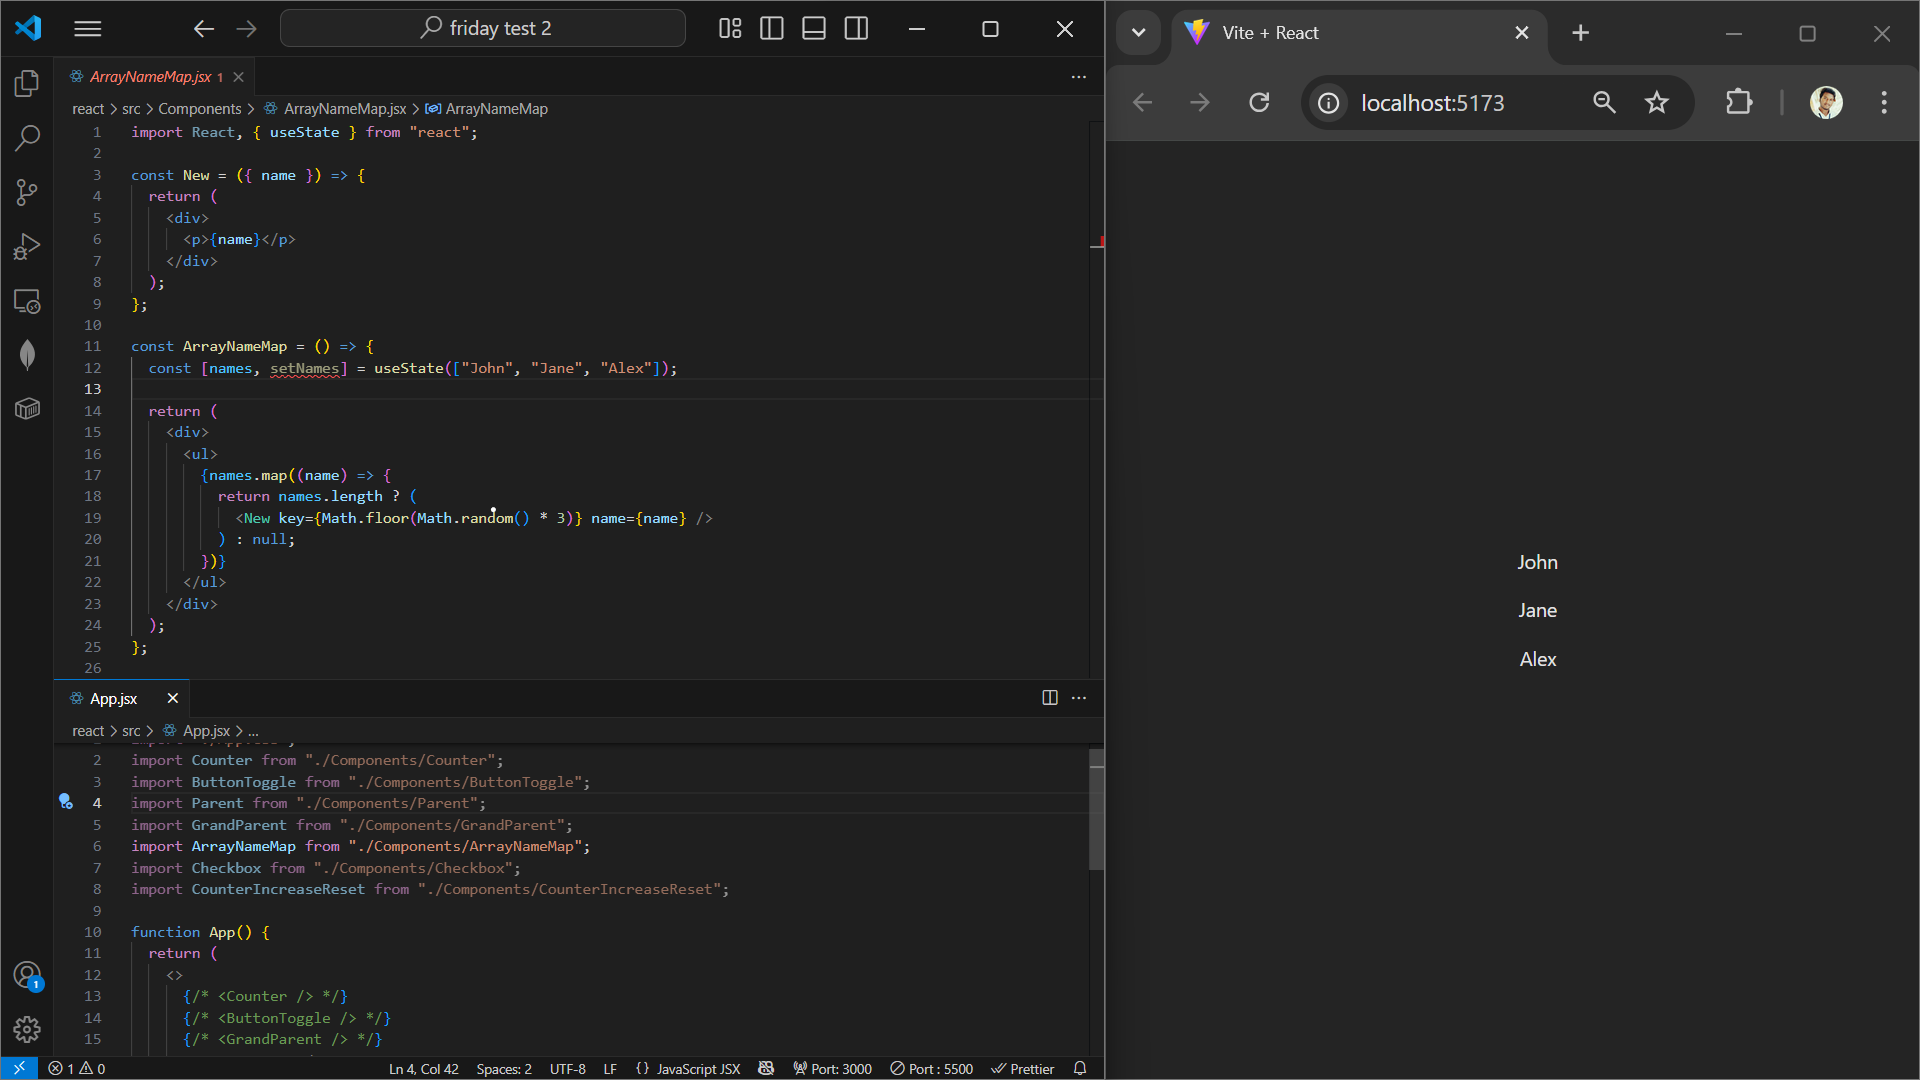 friday test 2
ArrayNameMap.jsx 1
react > src > Components > ArrayNameMap.jsx > ArrayNameMap
1 import React, { useState } from "react";
2
3 const New = ({ name }) => {
4 return (
5 <div>
6 <p>{name}</p>
7 </div>
8 );
9 };
10
11 const ArrayNameMap = () => {
12 const [names, setNames] = useState(["John", "Jane", "Alex"]);
13
14 return (
15 <div>
16 <ul>
17 {names.map((name) => {
18 return names.length ? (
19 <New key={Math.floor(Math.random() * 3)} name={name} />
20 ) : null;
21 })}
22 </ul>
23 </div>
24 );
25 };
26
App.jsx
react > src > App.jsx > ...
2 import Counter from "./Components/Counter";
3 import ButtonToggle from "./Components/ButtonToggle";
4 import Parent from "./Components/Parent";
5 import GrandParent from "./Components/GrandParent";
6 import ArrayNameMap from "./Components/ArrayNameMap";
7 import Checkbox from "./Components/Checkbox";
8 import CounterIncreaseReset from "./Components/CounterIncreaseReset";
9
10 function App() {
11 return (
12 <>
13 {/* <Counter /> */}
14 {/* <ButtonToggle /> */}
15 {/* <GrandParent /> */}
1
1 0
Ln 4, Col 42 Spaces: 2 UTF-8 LF {} JavaScript JSX Port: 3000 Port : 5500 Prettier
Vite + React
localhost:5173
John
Jane
Alex